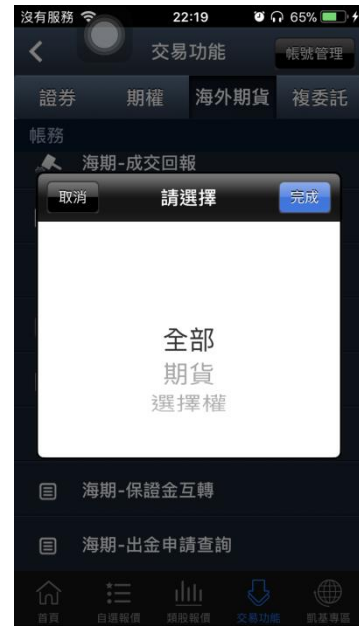 沒有服務 22:19 65%
交易功能 帳號管理
證券 期權 海外期貨 複委託
帳務
海期-成交回報
取消 請選擇 完成
全部
期貨
選擇權
海期-保證金互轉
海期-出金申請查詢
首頁 自選報價 類股報價 交易功能 凱基專區